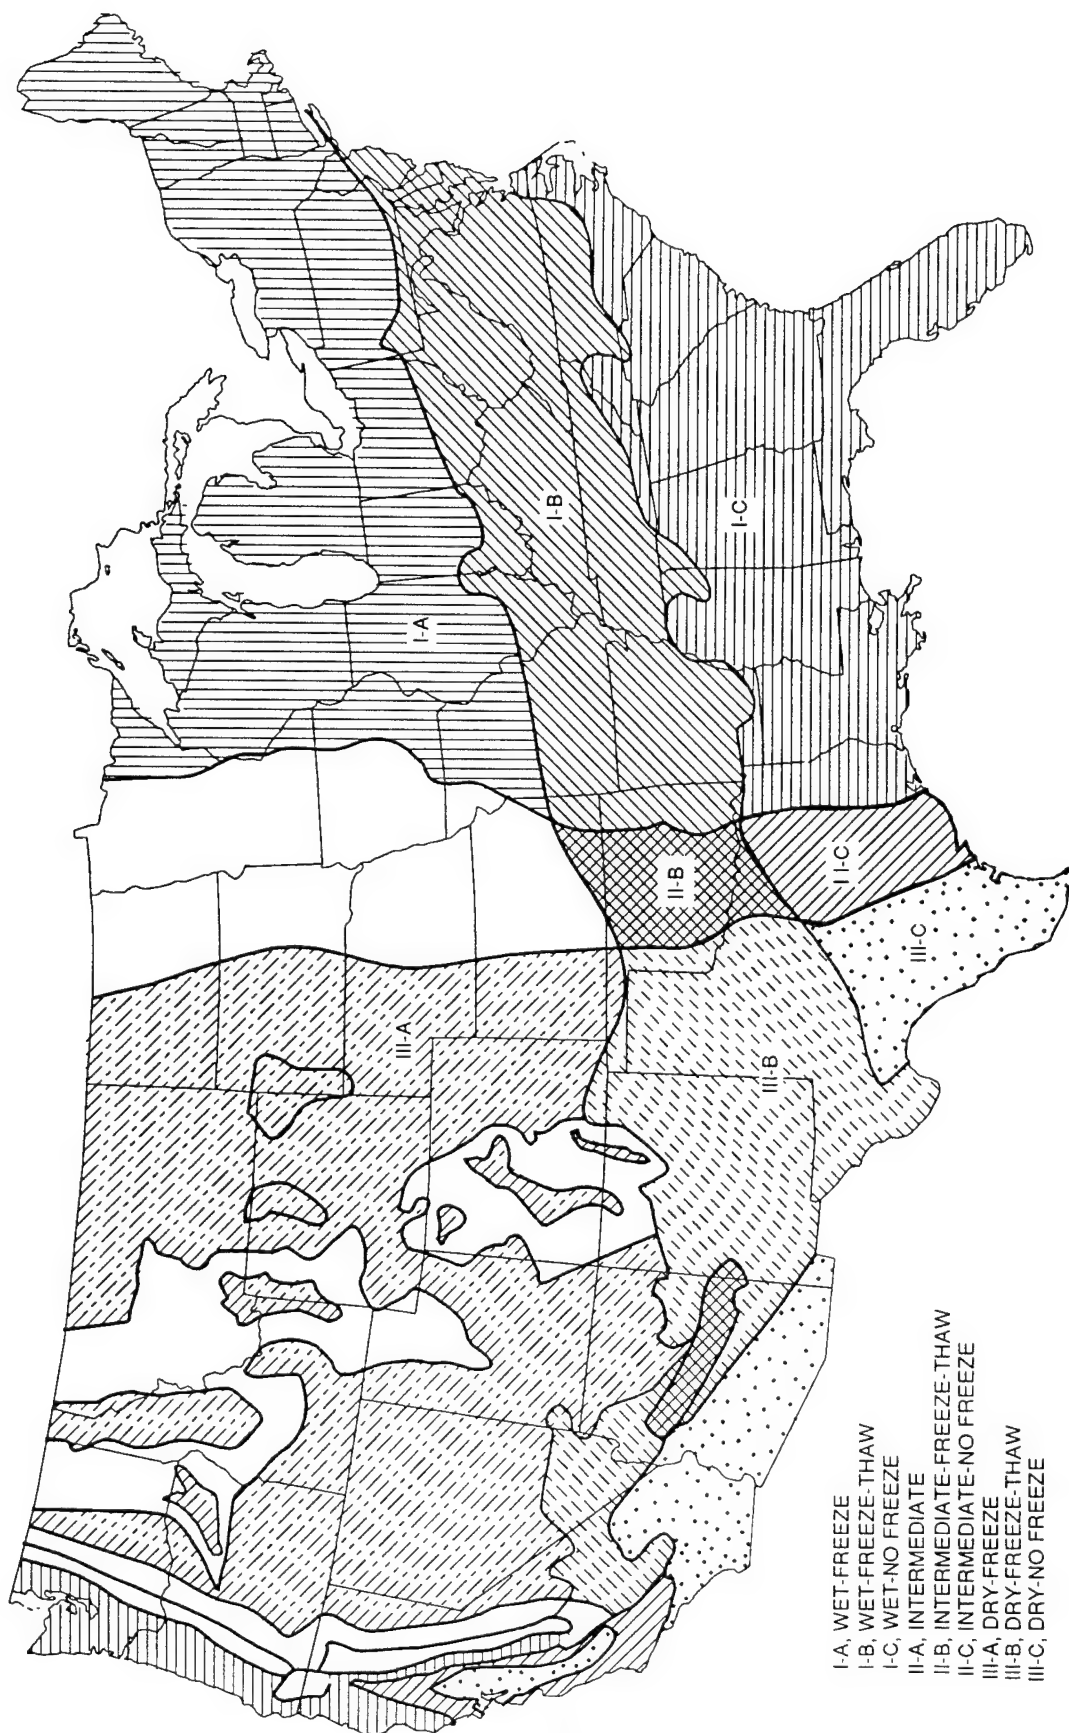 I-A
I-B
I-C
II-B
II-C
III-A
III-B
III-C
I-A, WET-FREEZE
I-B, WET-FREEZE-THAW
I-C, WET-NO FREEZE
II-A, INTERMEDIATE
II-B, INTERMEDIATE-FREEZE-THAW
II-C, INTERMEDIATE-NO FREEZE
III-A, DRY-FREEZE
III-B, DRY-FREEZE-THAW
III-C, DRY-NO FREEZE